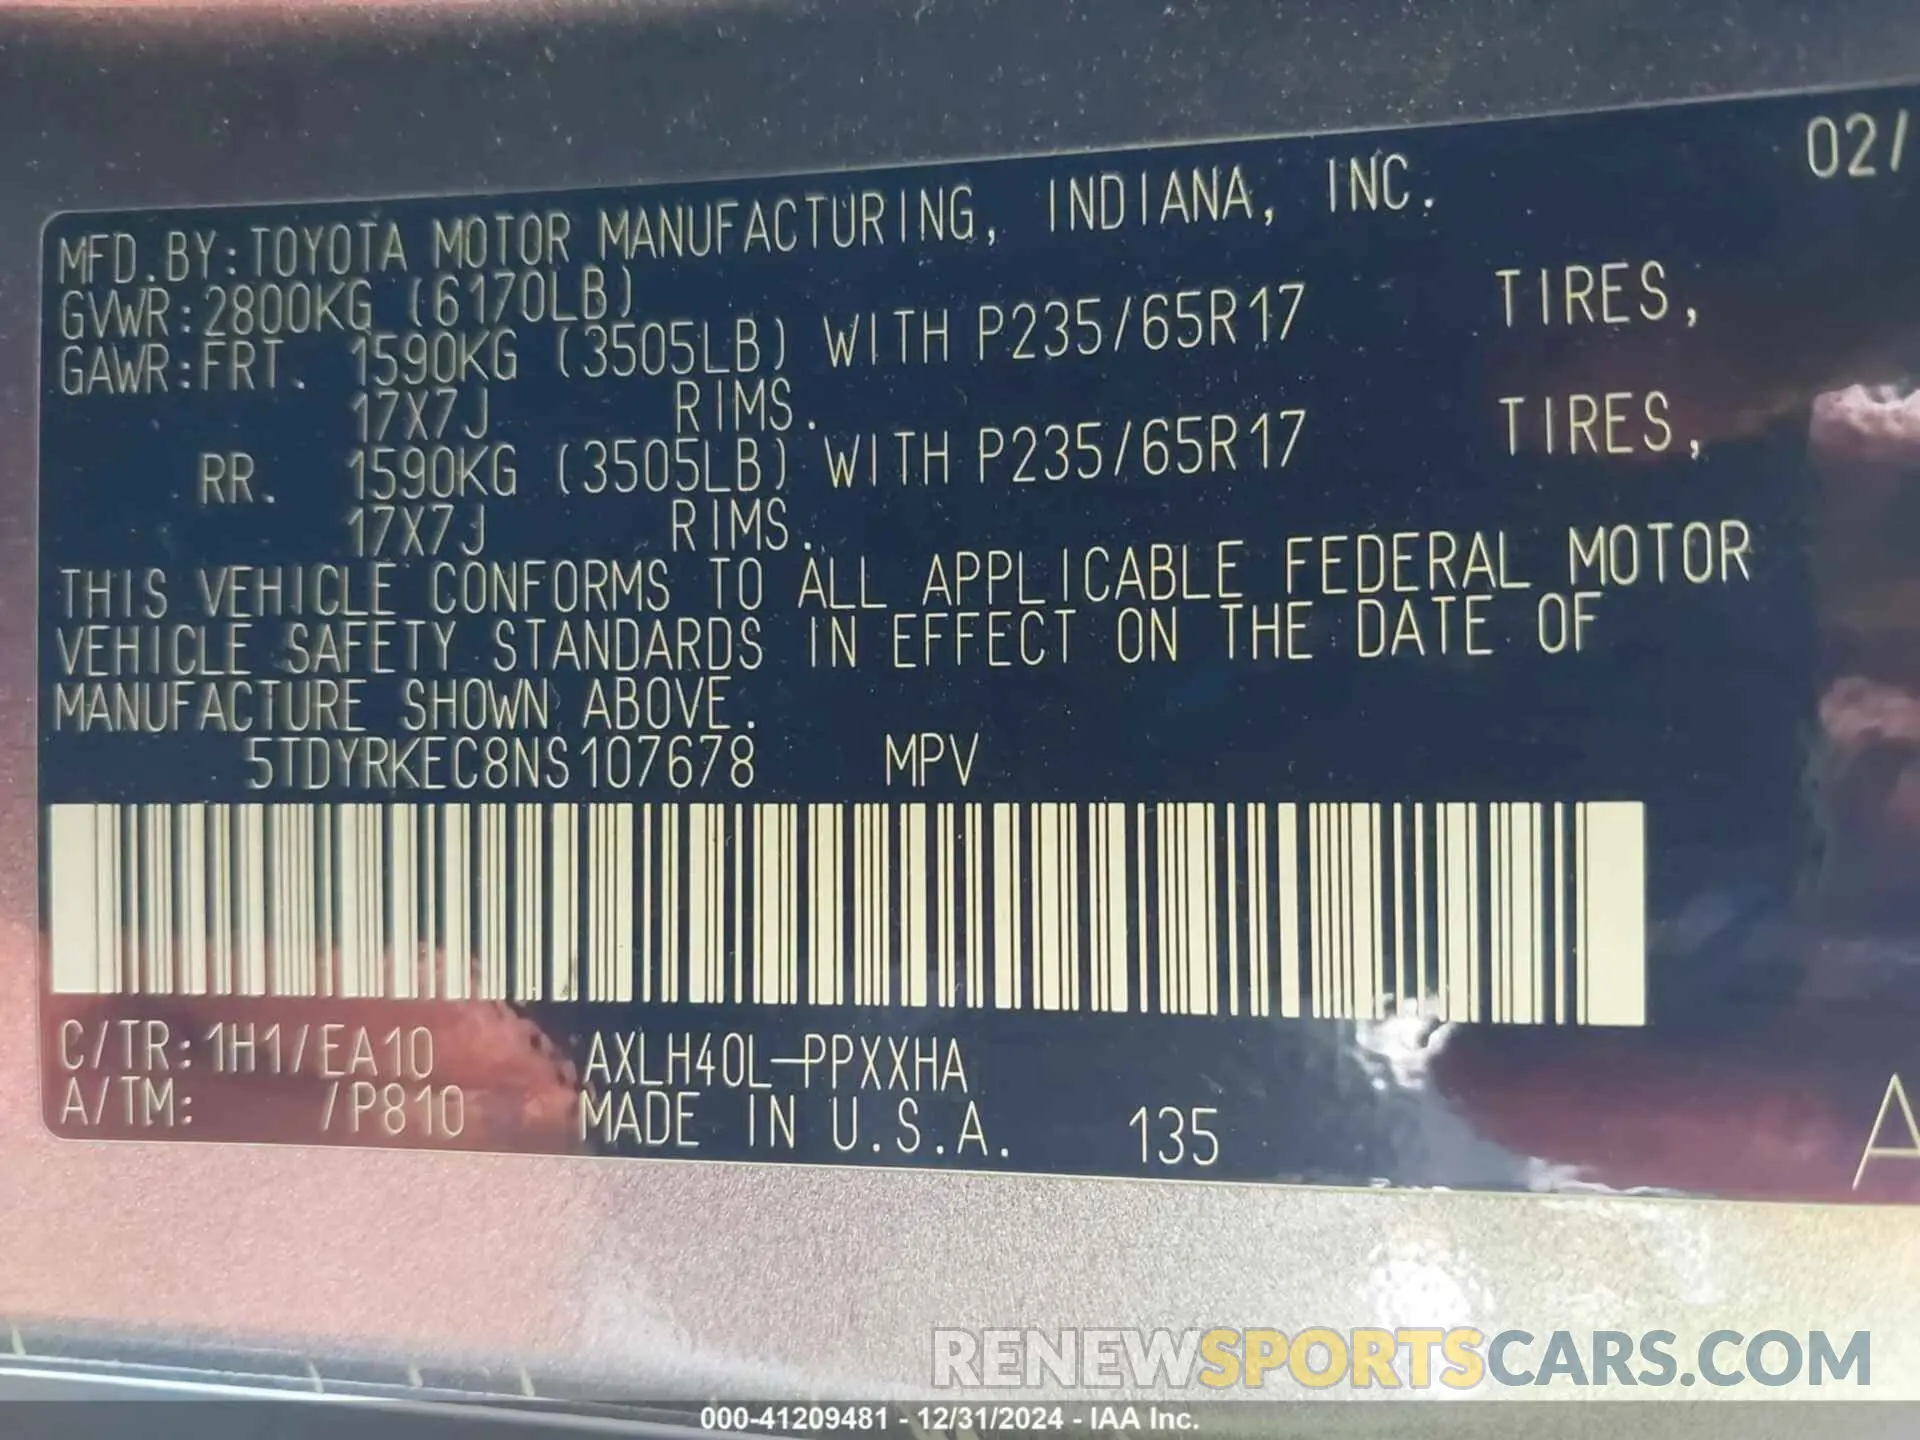 02/
MFD.BY:TOYOTA MOTOR MANUFACTURING, INDIANA, INC.
GVWR:2800KG (6170LB)
GAWR:FRT. 1590KG (3505LB) WITH P235/65R17 TIRES,
17X7J RIMS.
RR. 1590KG (3505LB) WITH P235/65R17 TIRES,
17X7J RIMS.
THIS VEHICLE CONFORMS TO ALL APPLICABLE FEDERAL MOTOR
VEHICLE SAFETY STANDARDS IN EFFECT ON THE DATE OF
MANUFACTURE SHOWN ABOVE.
5TDYRKEC8NS107678 MPV
C/TR:1H1/EA10 AXLH40L-PPXXHA
A/TM: /P810 MADE IN U.S.A. 135 A
RENEWSPORTSCARS.COM
000-41209481 - 12/31/2024 - IAA Inc.